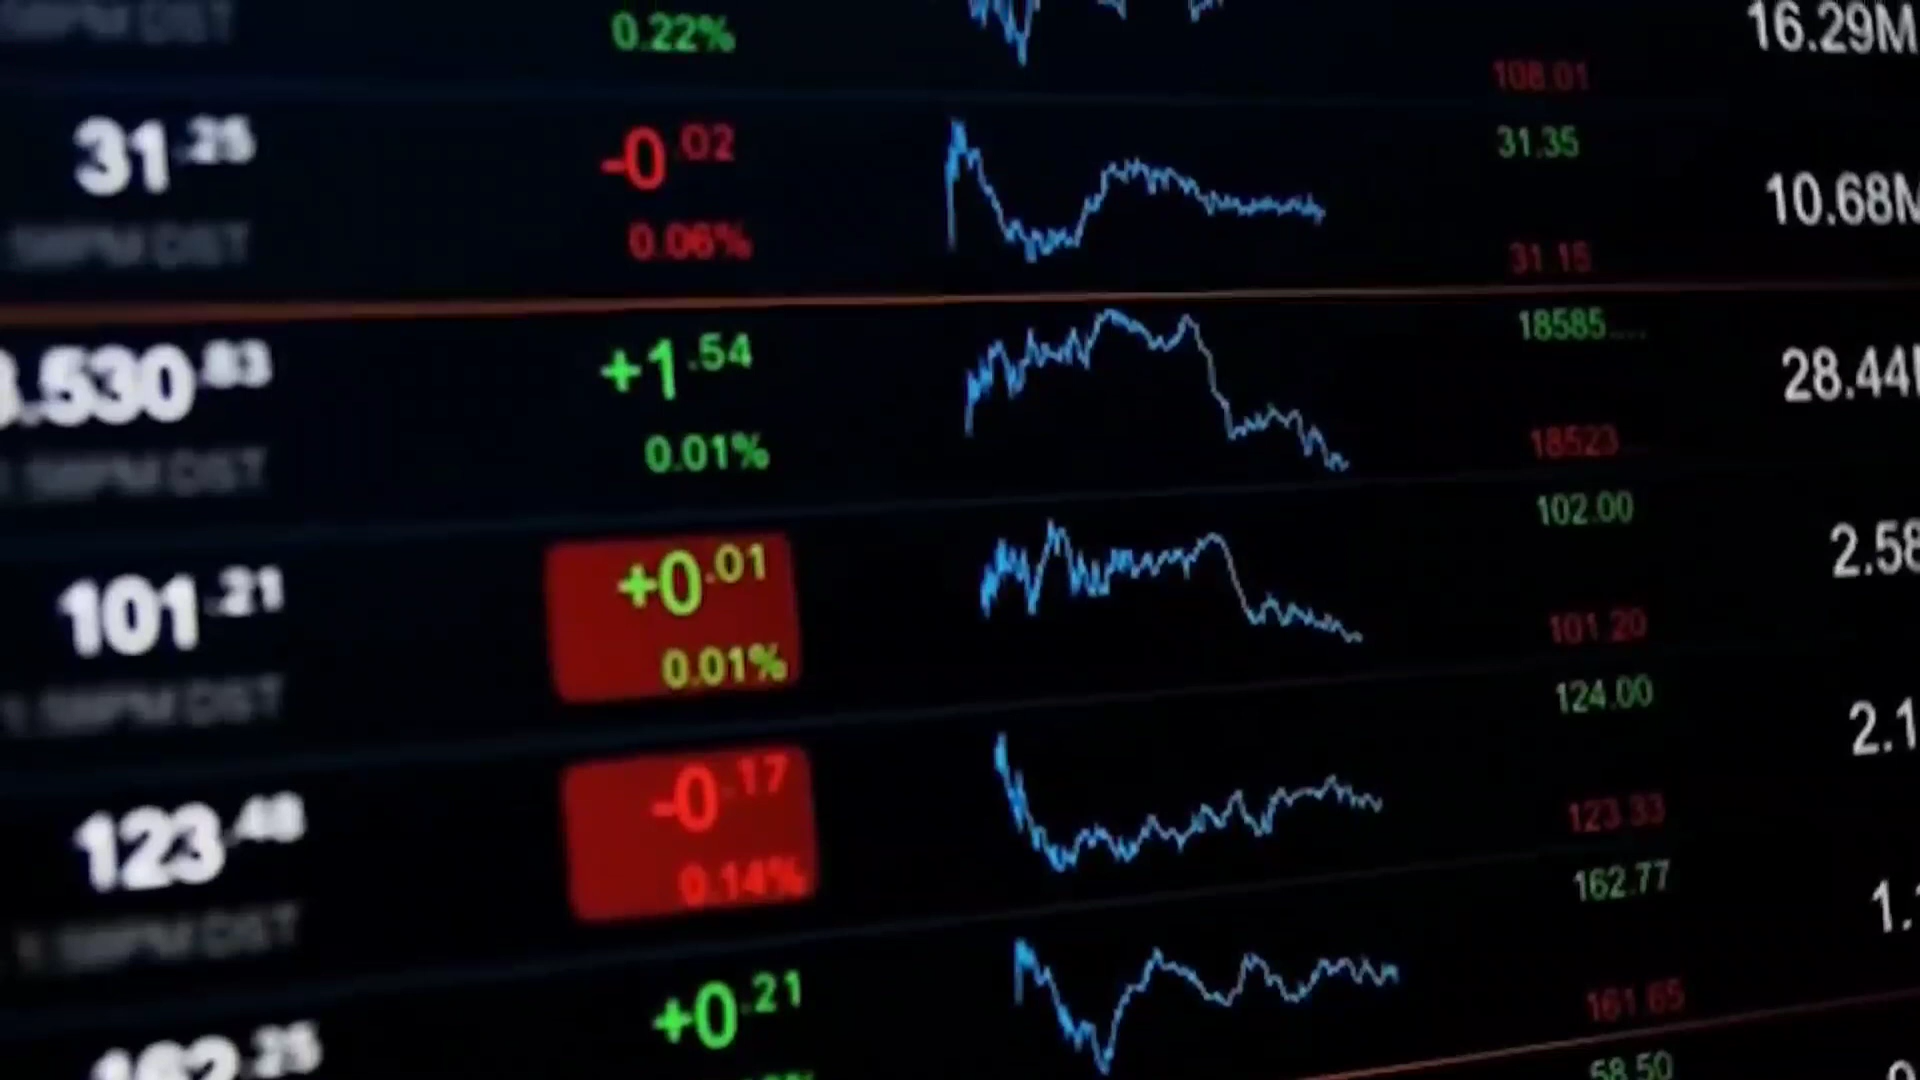 0.22% 16.29M
108.01
31.25 -0.02 31.35 10.68M
0.06% 31.15
.530.83 +1.54 18585.... 28.44
0.01% 18523
102.00
101.21 +0.01 2.58
0.01% 101.20
124.00
123.48 -0.17 2.1
0.14% 123.33
162.77
162.25 +0.21 1.
161.65
58.50